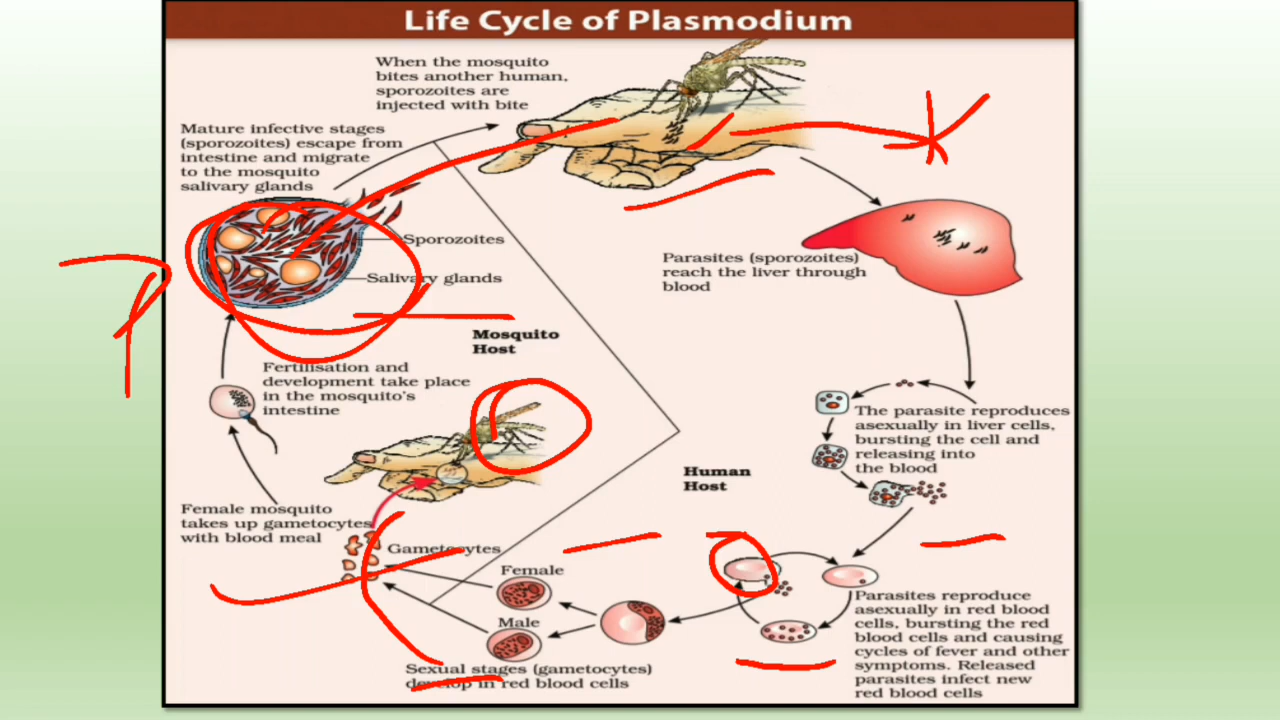 Life Cycle of Plasmodium
When the mosquito
bites another human,
sporozoites are
injected with bite
Mature infective stages
(sporozoites) escape from
intestine and migrate
to the mosquito
salivary glands
Sporozoites
Salivary glands
Parasites (sporozoites)
reach the liver through
blood
Mosquito
Host
Fertilisation and
development take place
in the mosquito's
intestine
The parasite reproduces
asexually in liver cells,
bursting the cell and
releasing into
the blood
Human
Host
Female mosquito
takes up gametocytes
with blood meal
Gametocytes
Female
Male
Parasites reproduce
asexually in red blood
cells, bursting the red
blood cells and causing
cycles of fever and other
symptoms. Released
parasites infect new
red blood cells
Sexual stages (gametocytes)
develop in red blood cells